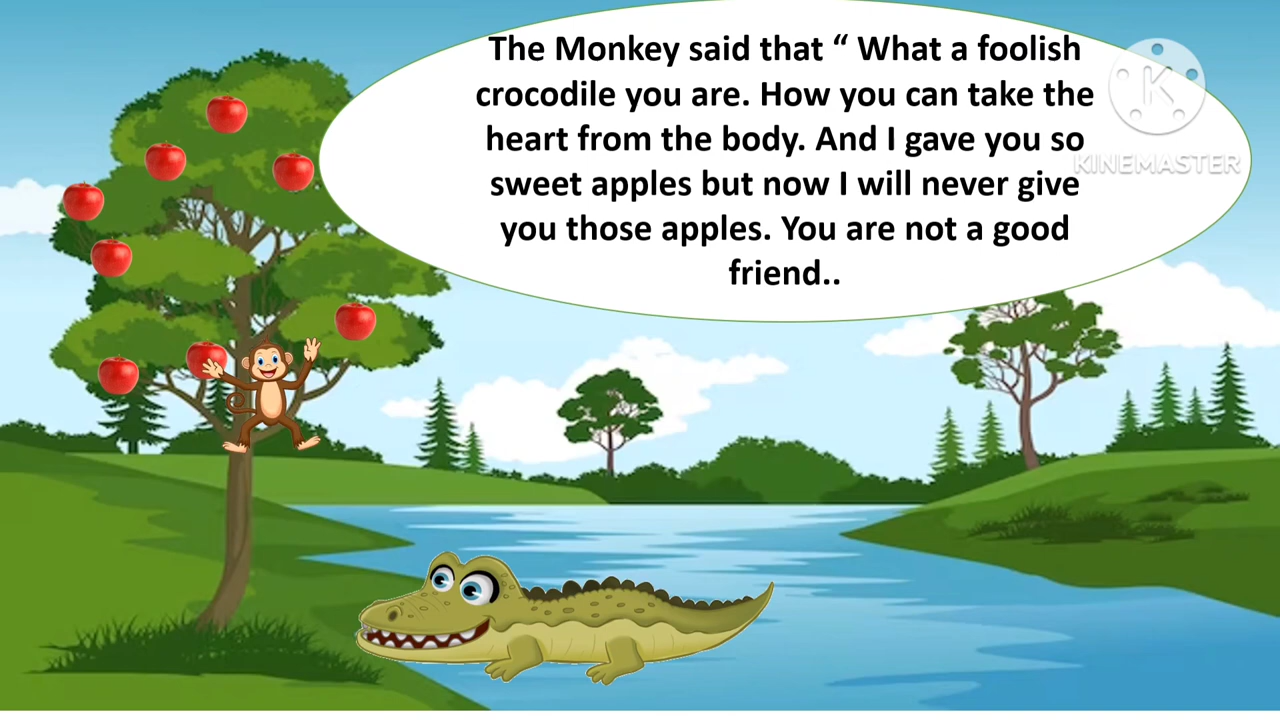 The Monkey said that “ What a foolish
crocodile you are. How you can take the
heart from the body. And I gave you so
sweet apples but now I will never give
you those apples. You are not a good
friend..
K
KINEMASTER